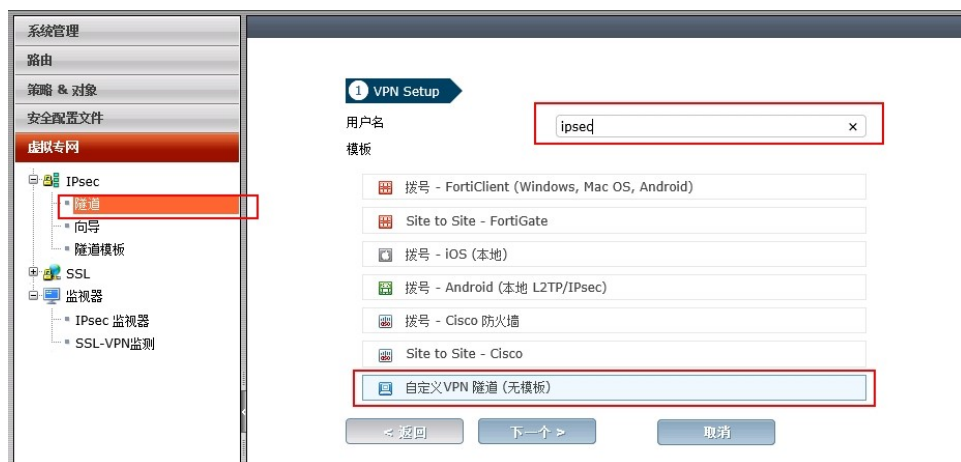 系统管理
路由
策略 & 对象
安全配置文件
虚拟专网
IPsec
隧道
向导
隧道模板
SSL
监视器
IPsec 监视器
SSL-VPN监测
1 VPN Setup
用户名
ipsec ×
模板
拨号 - FortiClient (Windows, Mac OS, Android)
Site to Site - FortiGate
拨号 - iOS (本地)
拨号 - Android (本地 L2TP/IPsec)
拨号 - Cisco 防火墙
Site to Site - Cisco
自定义VPN 隧道 (无模板)
< 返回
下一个 >
取消